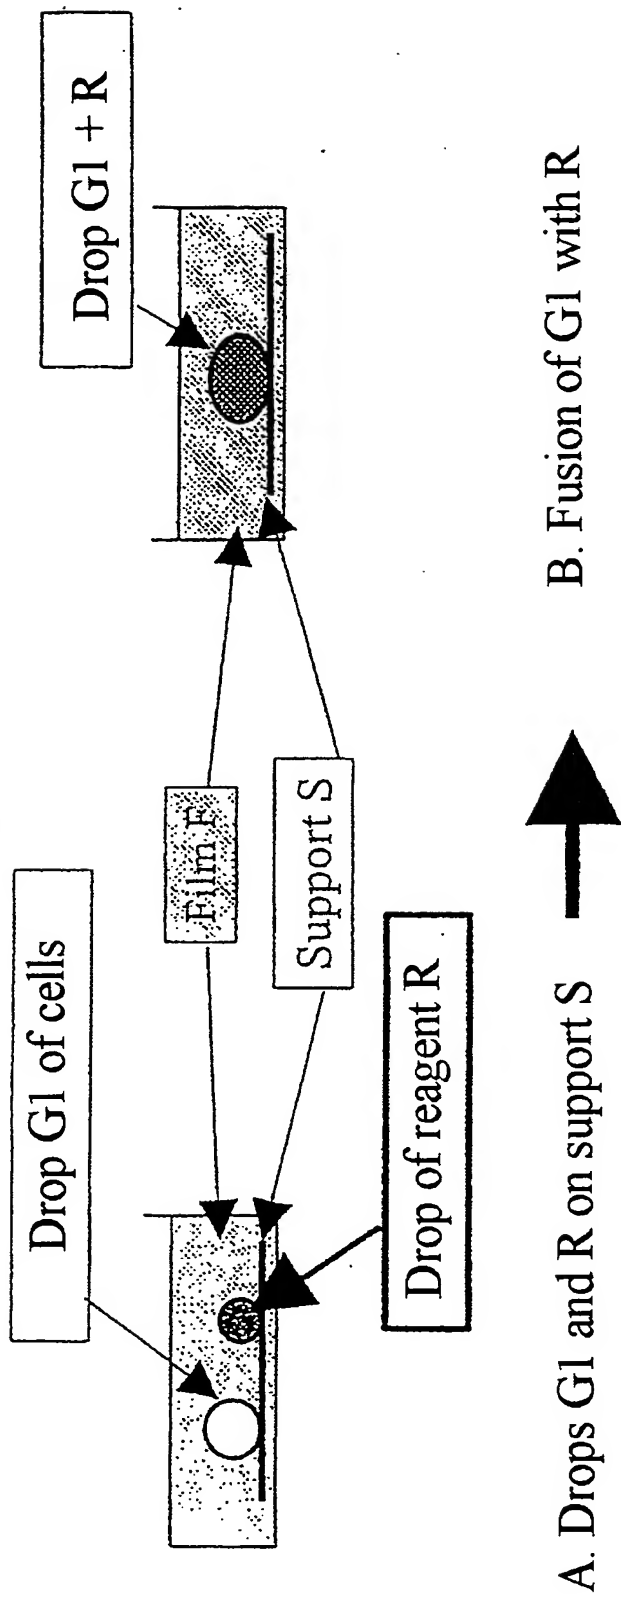 Drop G1 of cells
Drop G1 + R
Film F
Support S
Drop of reagent R
A. Drops G1 and R on support S
B. Fusion of G1 with R